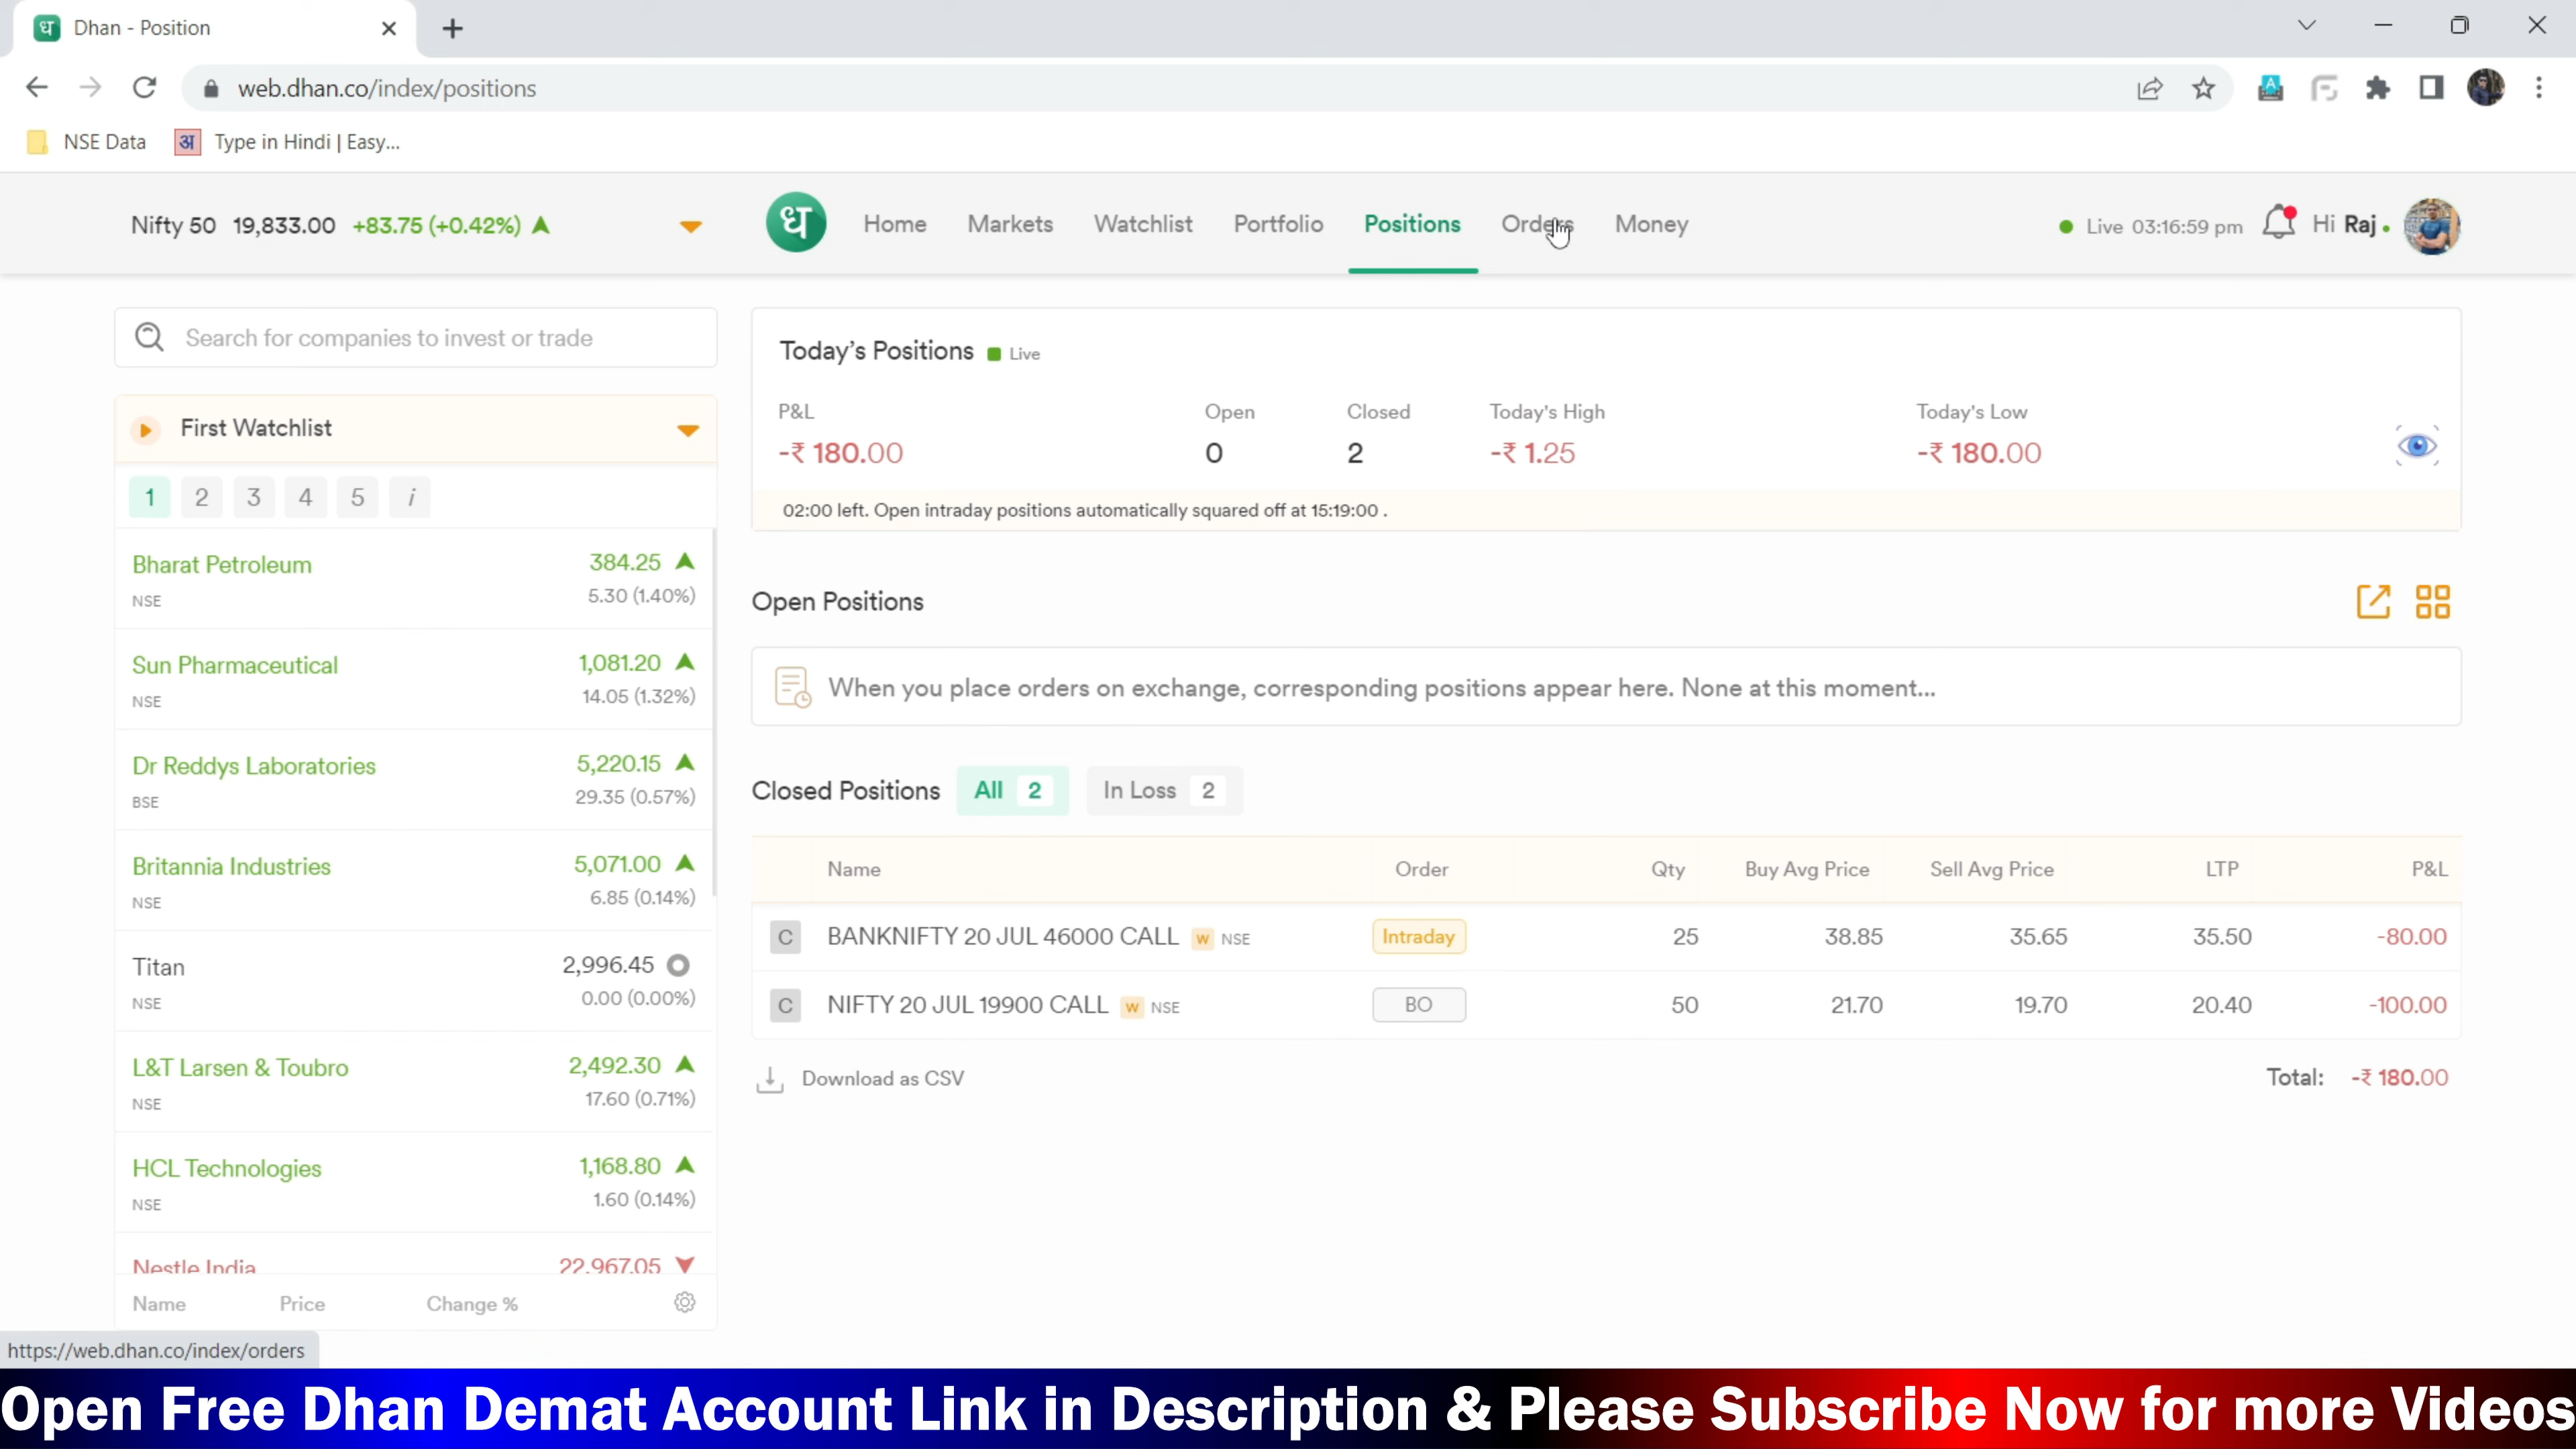 ध Dhan - Position
web.dhan.co/index/positions
NSE Data अ Type in Hindi | Easy...
Nifty 50 19,833.00 +83.75 (+0.42%)
ध Home Markets Watchlist Portfolio Positions Orders Money
Live 03:16:59 pm Hi Raj
Search for companies to invest or trade
First Watchlist
1 2 3 4 5 i
Bharat Petroleum 384.25
NSE 5.30 (1.40%)
Sun Pharmaceutical 1,081.20
NSE 14.05 (1.32%)
Dr Reddys Laboratories 5,220.15
BSE 29.35 (0.57%)
Britannia Industries 5,071.00
NSE 6.85 (0.14%)
Titan 2,996.45
NSE 0.00 (0.00%)
L&T Larsen & Toubro 2,492.30
NSE 17.60 (0.71%)
HCL Technologies 1,168.80
NSE 1.60 (0.14%)
Nestle India 22,967.05
Name Price Change %
Today's Positions Live
P&L Open Closed Today's High Today's Low
-₹ 180.00 0 2 -₹ 1.25 -₹ 180.00
02:00 left. Open intraday positions automatically squared off at 15:19:00 .
Open Positions
When you place orders on exchange, corresponding positions appear here. None at this moment...
Closed Positions All 2 In Loss 2
Name Order Qty Buy Avg Price Sell Avg Price LTP P&L
C BANKNIFTY 20 JUL 46000 CALL W NSE Intraday 25 38.85 35.65 35.50 -80.00
C NIFTY 20 JUL 19900 CALL W NSE BO 50 21.70 19.70 20.40 -100.00
Download as CSV Total: -₹ 180.00
https://web.dhan.co/index/orders
Open Free Dhan Demat Account Link in Description & Please Subscribe Now for more Videos